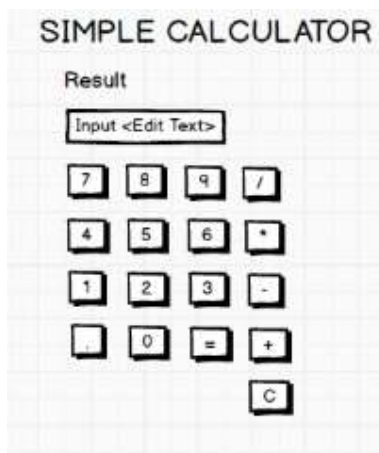 SIMPLE CALCULATOR
Result
Input <Edit Text>
7 8 9 /
4 5 6 *
1 2 3 -
. 0 = +
C